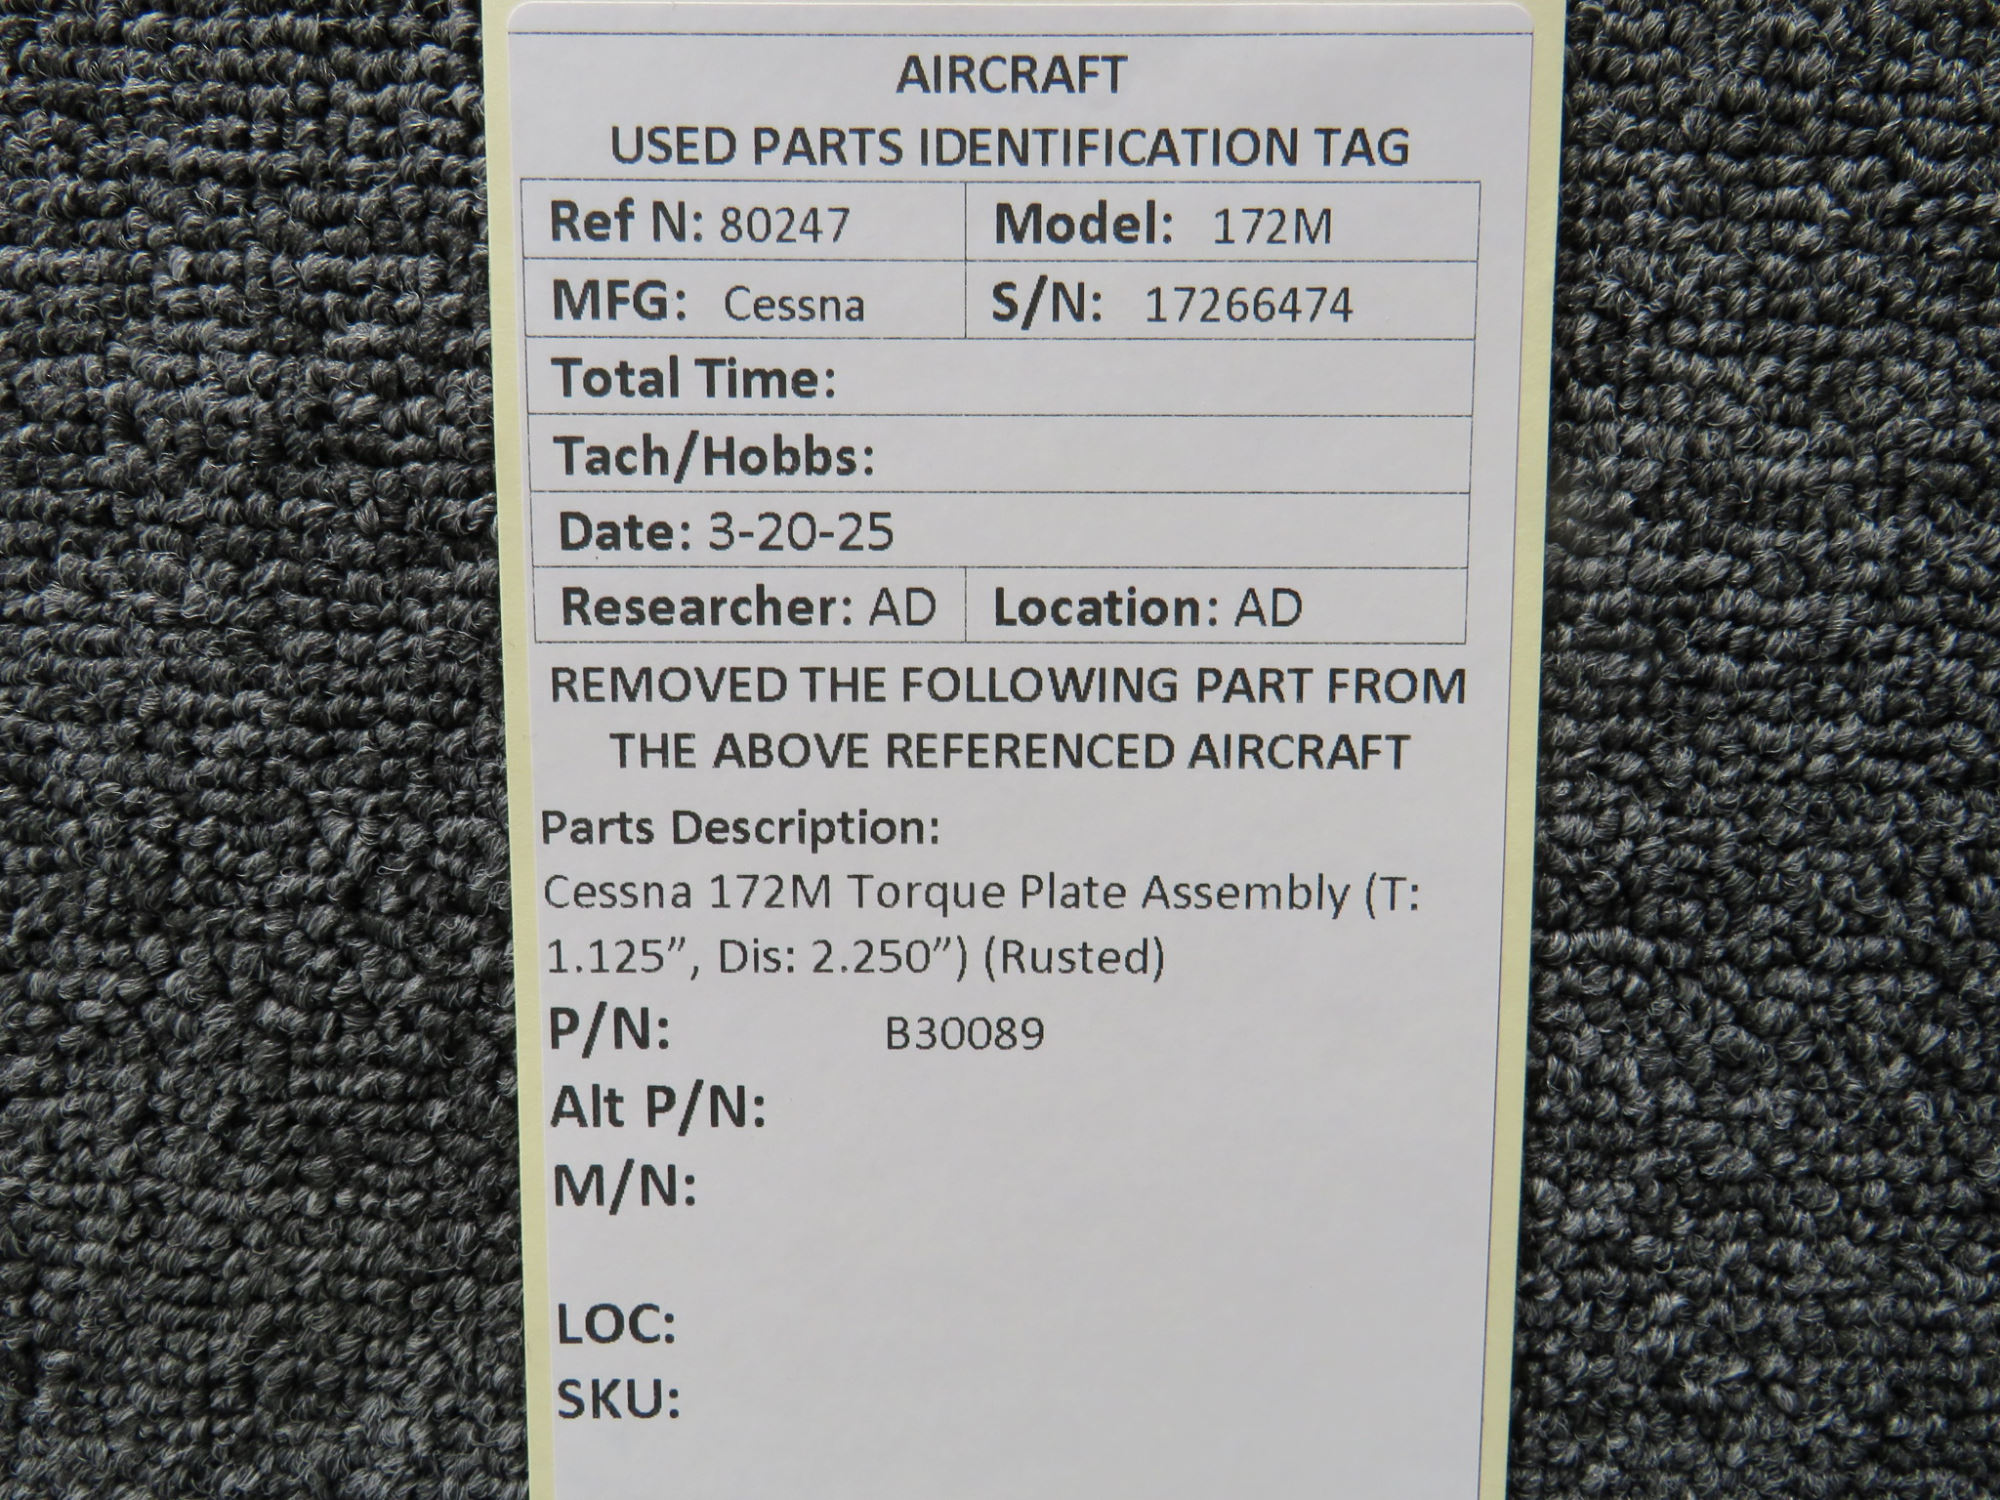 AIRCRAFT
USED PARTS IDENTIFICATION TAG
Ref N: 80247 Model: 172M
MFG: Cessna S/N: 17266474
Total Time:
Tach/Hobbs:
Date: 3-20-25
Researcher: AD Location: AD
REMOVED THE FOLLOWING PART FROM
THE ABOVE REFERENCED AIRCRAFT
Parts Description:
Cessna 172M Torque Plate Assembly (T:
1.125”, Dis: 2.250”) (Rusted)
P/N: B30089
Alt P/N:
M/N:
LOC:
SKU: